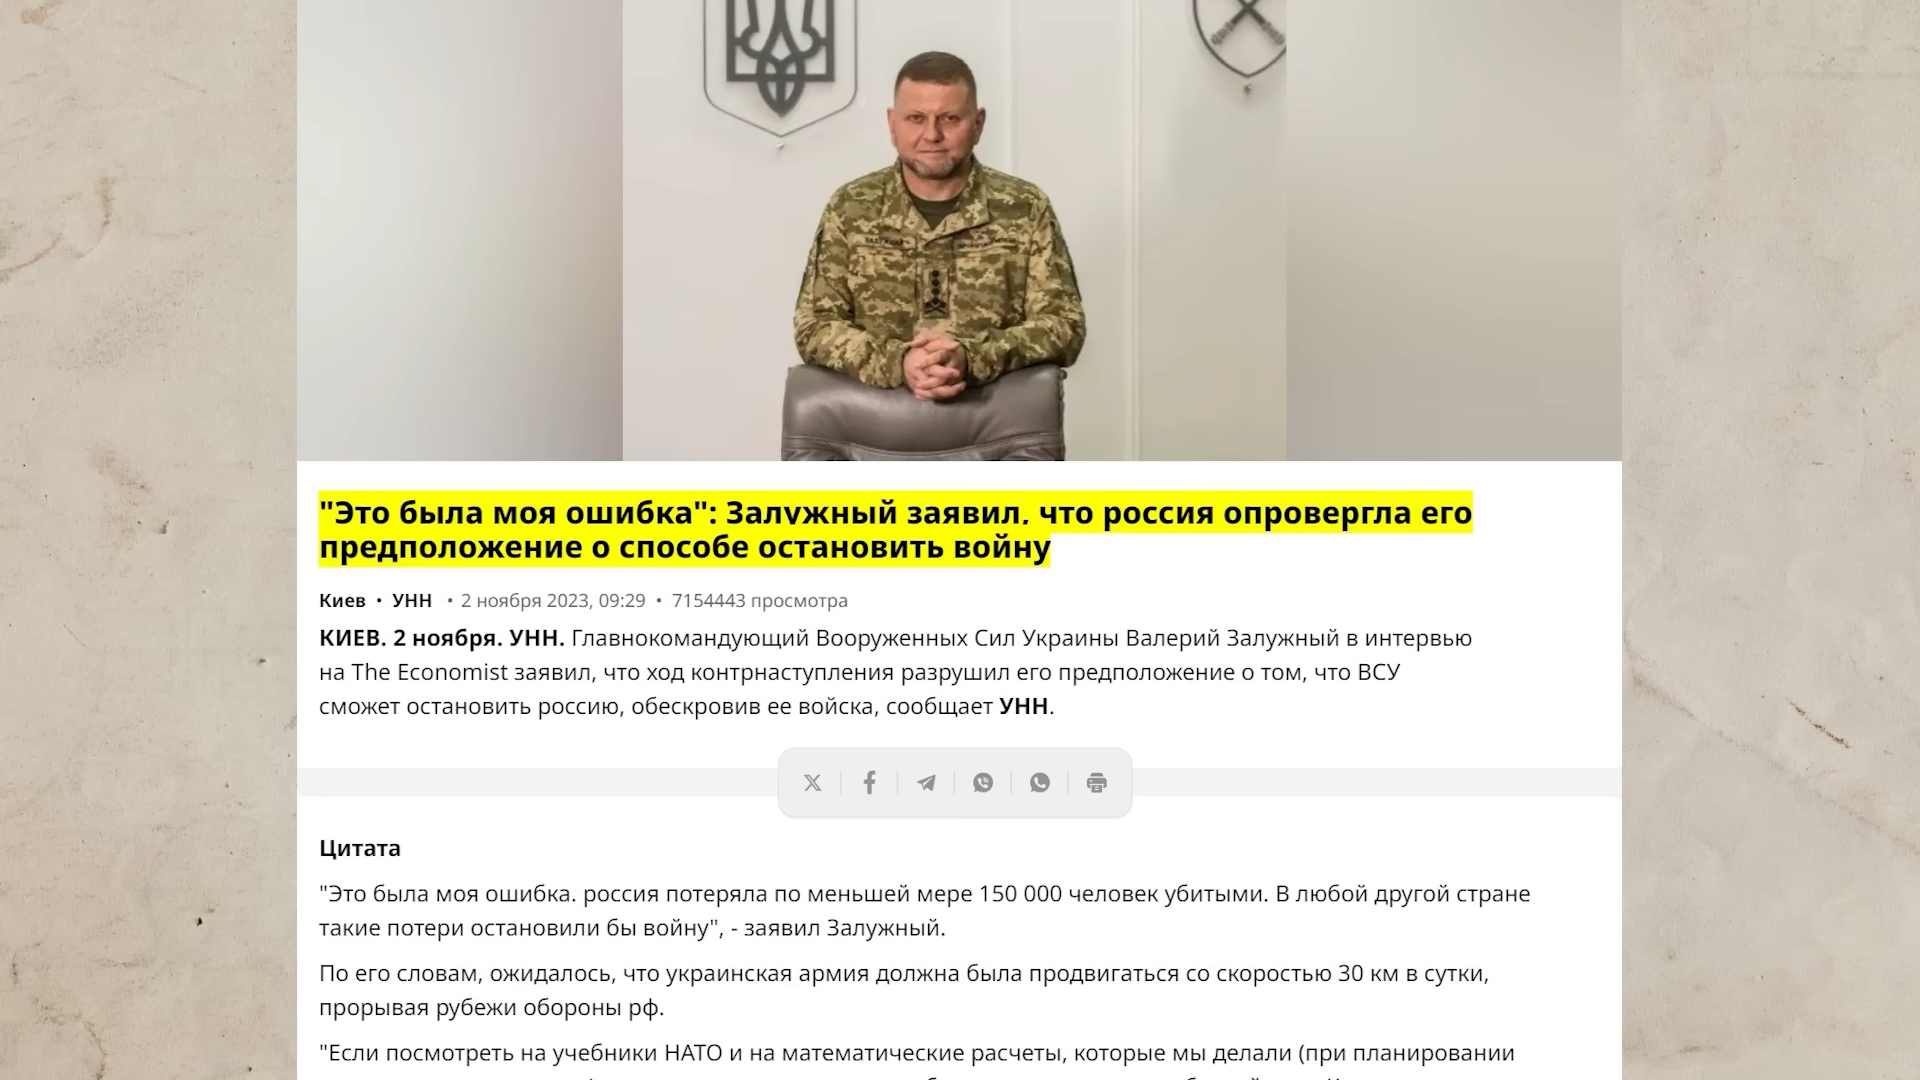 "Это была моя ошибка": Залужный заявил, что россия опровергла его
предположение о способе остановить войну
Киев • УНН • 2 ноября 2023, 09:29 • 7154443 просмотра
КИЕВ. 2 ноября. УНН. Главнокомандующий Вооруженных Сил Украины Валерий Залужный в интервью
на The Economist заявил, что ход контрнаступления разрушил его предположение о том, что ВСУ
сможет остановить россию, обескровив ее войска, сообщает УНН.
Цитата
"Это была моя ошибка. россия потеряла по меньшей мере 150 000 человек убитыми. В любой другой стране
такие потери остановили бы войну", - заявил Залужный.
По его словам, ожидалось, что украинская армия должна была продвигаться со скоростью 30 км в сутки,
прорывая рубежи обороны рф.
"Если посмотреть на учебники НАТО и на математические расчеты, которые мы делали (при планировании